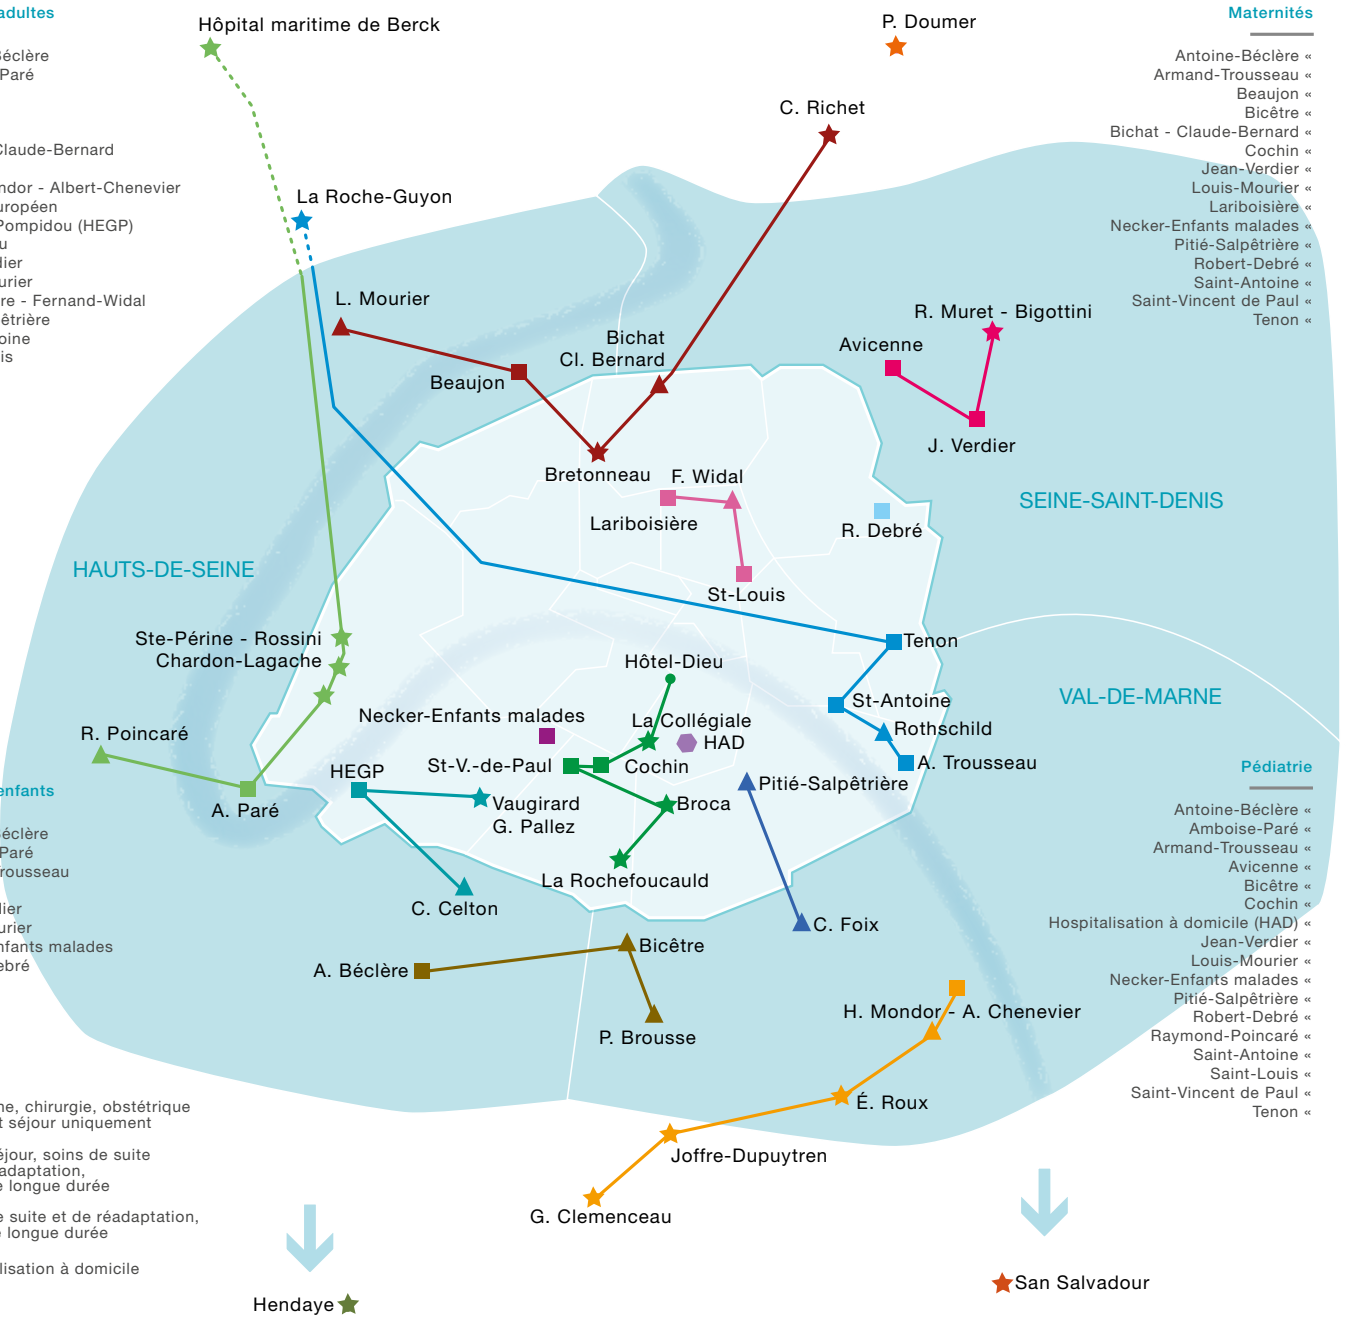 adultes
Béclère
Paré
Claude-Bernard
ndor - Albert-Chenevier
uropéen
Pompidou (HEGP)
u
dier
urier
re - Fernand-Widal
êtrière
oine
is
Hôpital maritime de Berck
P. Doumer
C. Richet
La Roche-Guyon
L. Mourier
Bichat
Cl. Bernard
Beaujon
Bretonneau
R. Muret - Bigottini
Avicenne
J. Verdier
F. Widal
Lariboisière
St-Louis
R. Debré
SEINE-SAINT-DENIS
HAUTS-DE-SEINE
VAL-DE-MARNE
Ste-Périne - Rossini
Chardon-Lagache
R. Poincaré
A. Paré
Hôtel-Dieu
Necker-Enfants malades
La Collégiale
HAD
St-V.-de-Paul
Cochin
HEGP
Vaugirard
G. Pallez
Broca
La Rochefoucauld
C. Celton
Tenon
St-Antoine
Rothschild
A. Trousseau
Pitié-Salpêtrière
C. Foix
A. Béclère
Bicêtre
P. Brousse
H. Mondor - A. Chenevier
É. Roux
Joffre-Dupuytren
G. Clemenceau
Hendaye
San Salvadour
Maternités
Antoine-Béclère «
Armand-Trousseau «
Beaujon «
Bicêtre «
Bichat - Claude-Bernard «
Cochin «
Jean-Verdier «
Louis-Mourier «
Lariboisière «
Necker-Enfants malades «
Pitié-Salpêtrière «
Robert-Debré «
Saint-Antoine «
Saint-Vincent de Paul «
Tenon «
Pédiatrie
Antoine-Béclère «
Amboise-Paré «
Armand-Trousseau «
Avicenne «
Bicêtre «
Cochin «
Hospitalisation à domicile (HAD) «
Jean-Verdier «
Louis-Mourier «
Necker-Enfants malades «
Pitié-Salpêtrière «
Robert-Debré «
Raymond-Poincaré «
Saint-Antoine «
Saint-Louis «
Saint-Vincent de Paul «
Tenon «
enfants
Béclère
Paré
rousseau
dier
urier
nfants malades
ebré
ne, chirurgie, obstétrique
t séjour uniquement
éjour, soins de suite
adaptation,
e longue durée
e suite et de réadaptation,
e longue durée
lisation à domicile